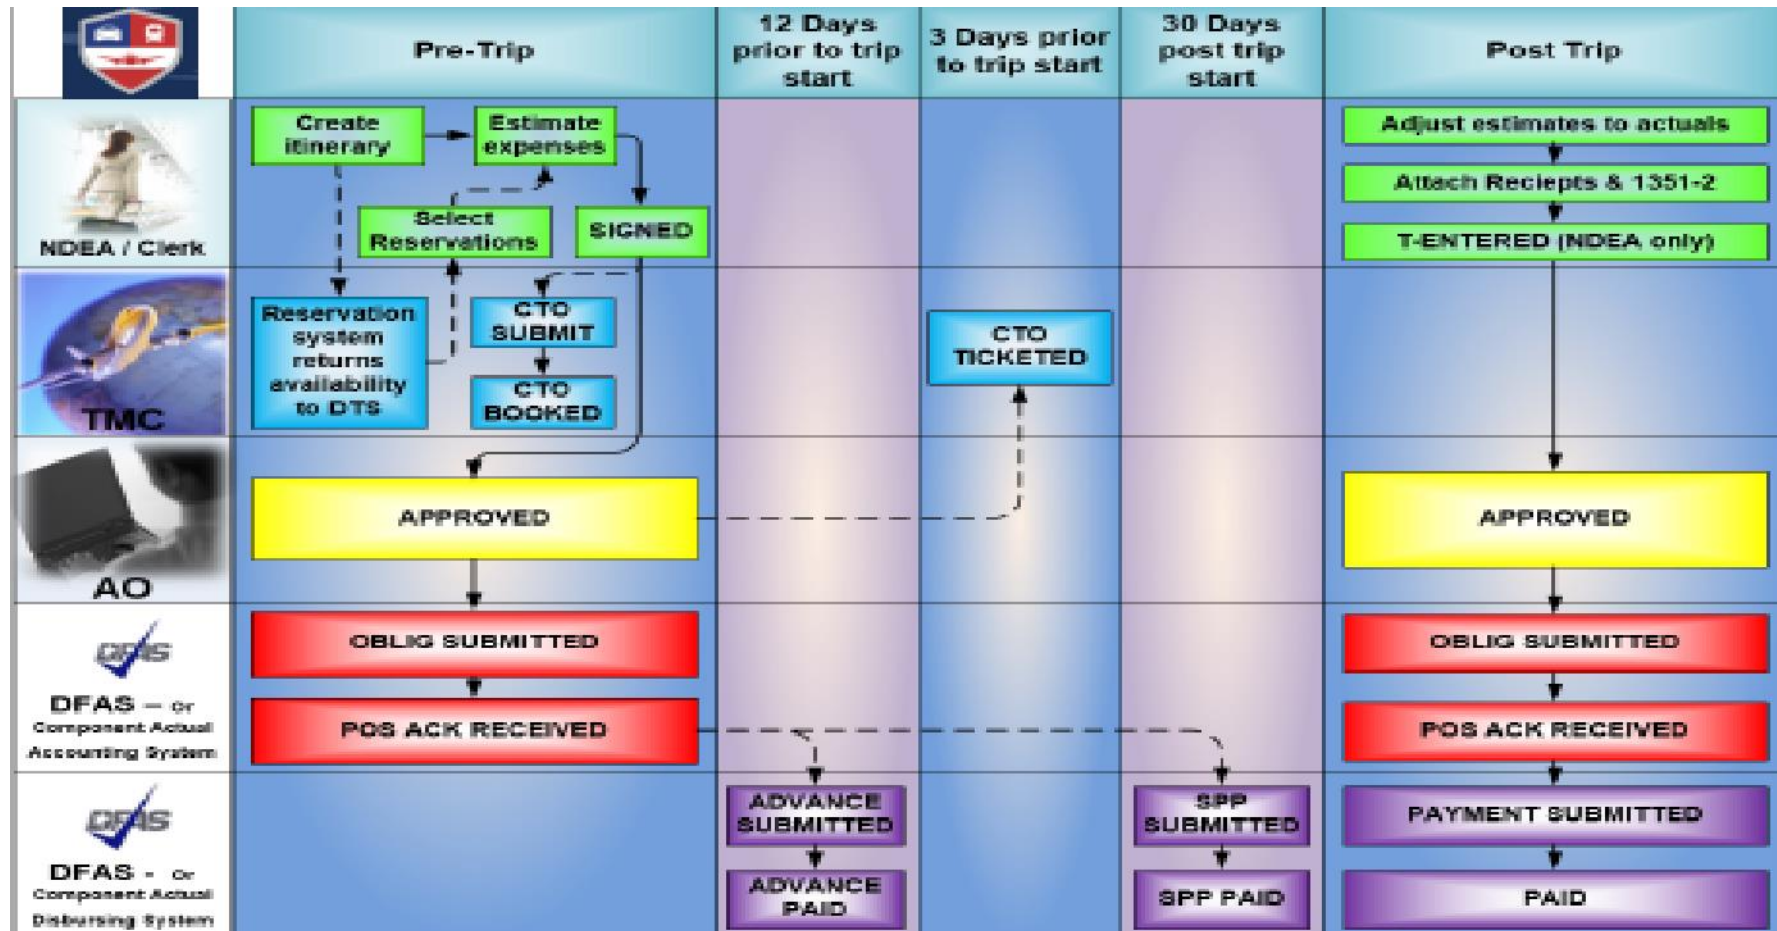 Pre-Trip
12 Days
prior to trip
start
3 Days prior
to trip start
30 Days
post trip
start
Post Trip
NDEA / Clerk
Create
itinerary
Estimate
expenses
Select
Reservations
SIGNED
Adjust estimates to actuals
Attach Reciepts & 1351-2
T-ENTERED (NDEA only)
TMC
Reservation
system
returns
availability
to DTS
CTO
SUBMIT
CTO
BOOKED
CTO
TICKETED
AO
APPROVED
APPROVED
DFAS
DFAS – Or
Component Actual
Accounting System
OBLIG SUBMITTED
POS ACK RECEIVED
OBLIG SUBMITTED
POS ACK RECEIVED
DFAS
DFAS - Or
Component Actual
Disbursing System
ADVANCE
SUBMITTED
ADVANCE
PAID
SPP
SUBMITTED
SPP PAID
PAYMENT SUBMITTED
PAID